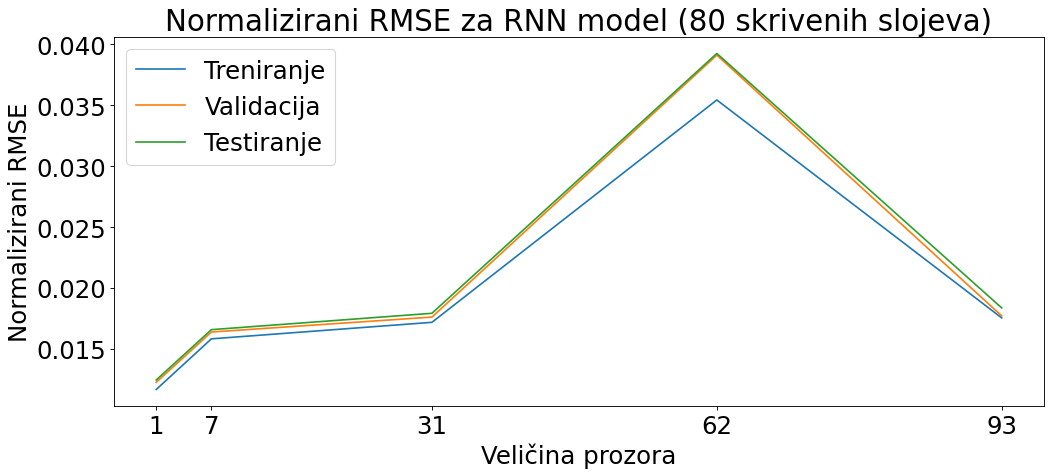 Normalizirani RMSE za RNN model (80 skrivenih slojeva)
0.040
0.035
0.030
0.025
0.020
0.015
Normalizirani RMSE
Treniranje
Validacija
Testiranje
1 7 31 62 93
Veličina prozora